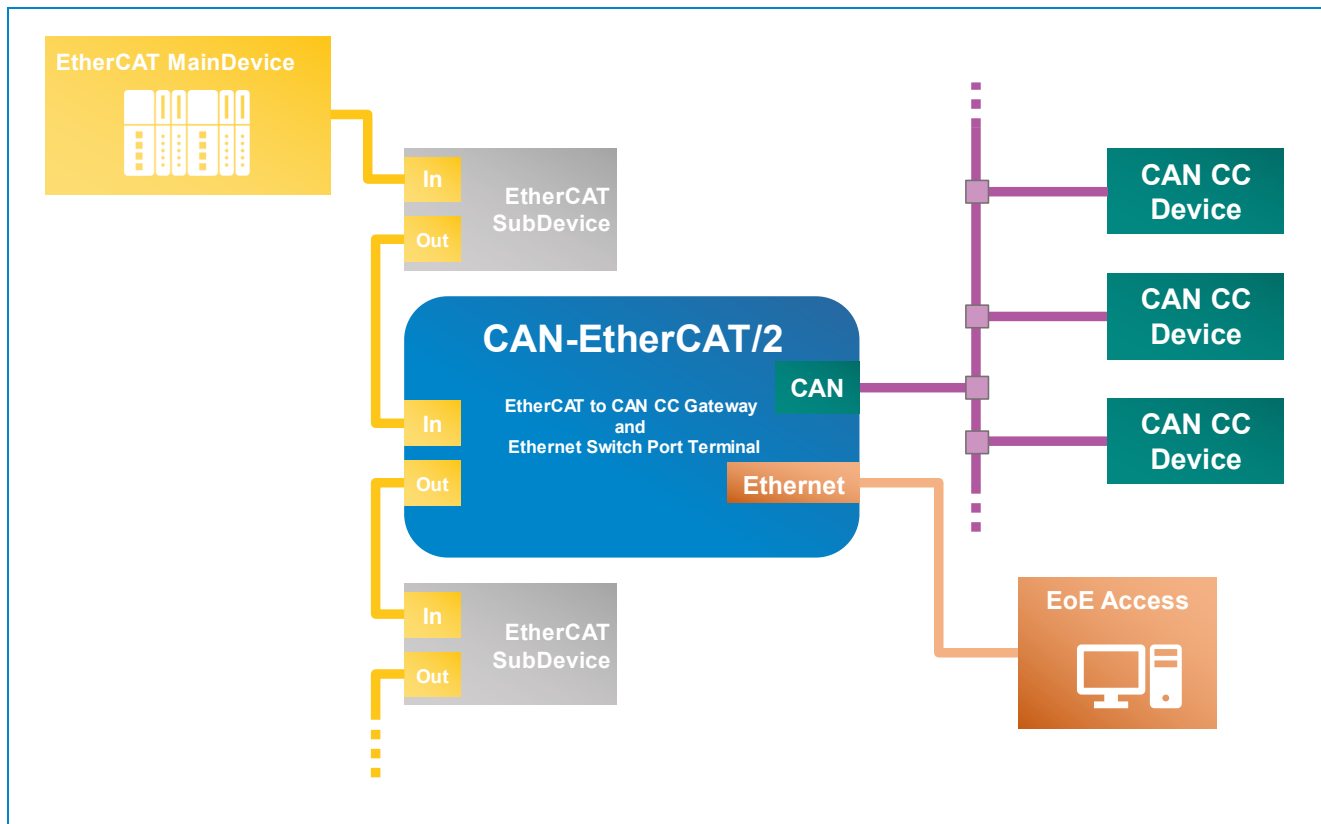 EtherCAT MainDevice
In
Out
EtherCAT
SubDevice
CAN-EtherCAT/2
CAN
EtherCAT to CAN CC Gateway
and
Ethernet Switch Port Terminal
In
Out
Ethernet
In
Out
EtherCAT
SubDevice
CAN CC
Device
CAN CC
Device
CAN CC
Device
EoE Access